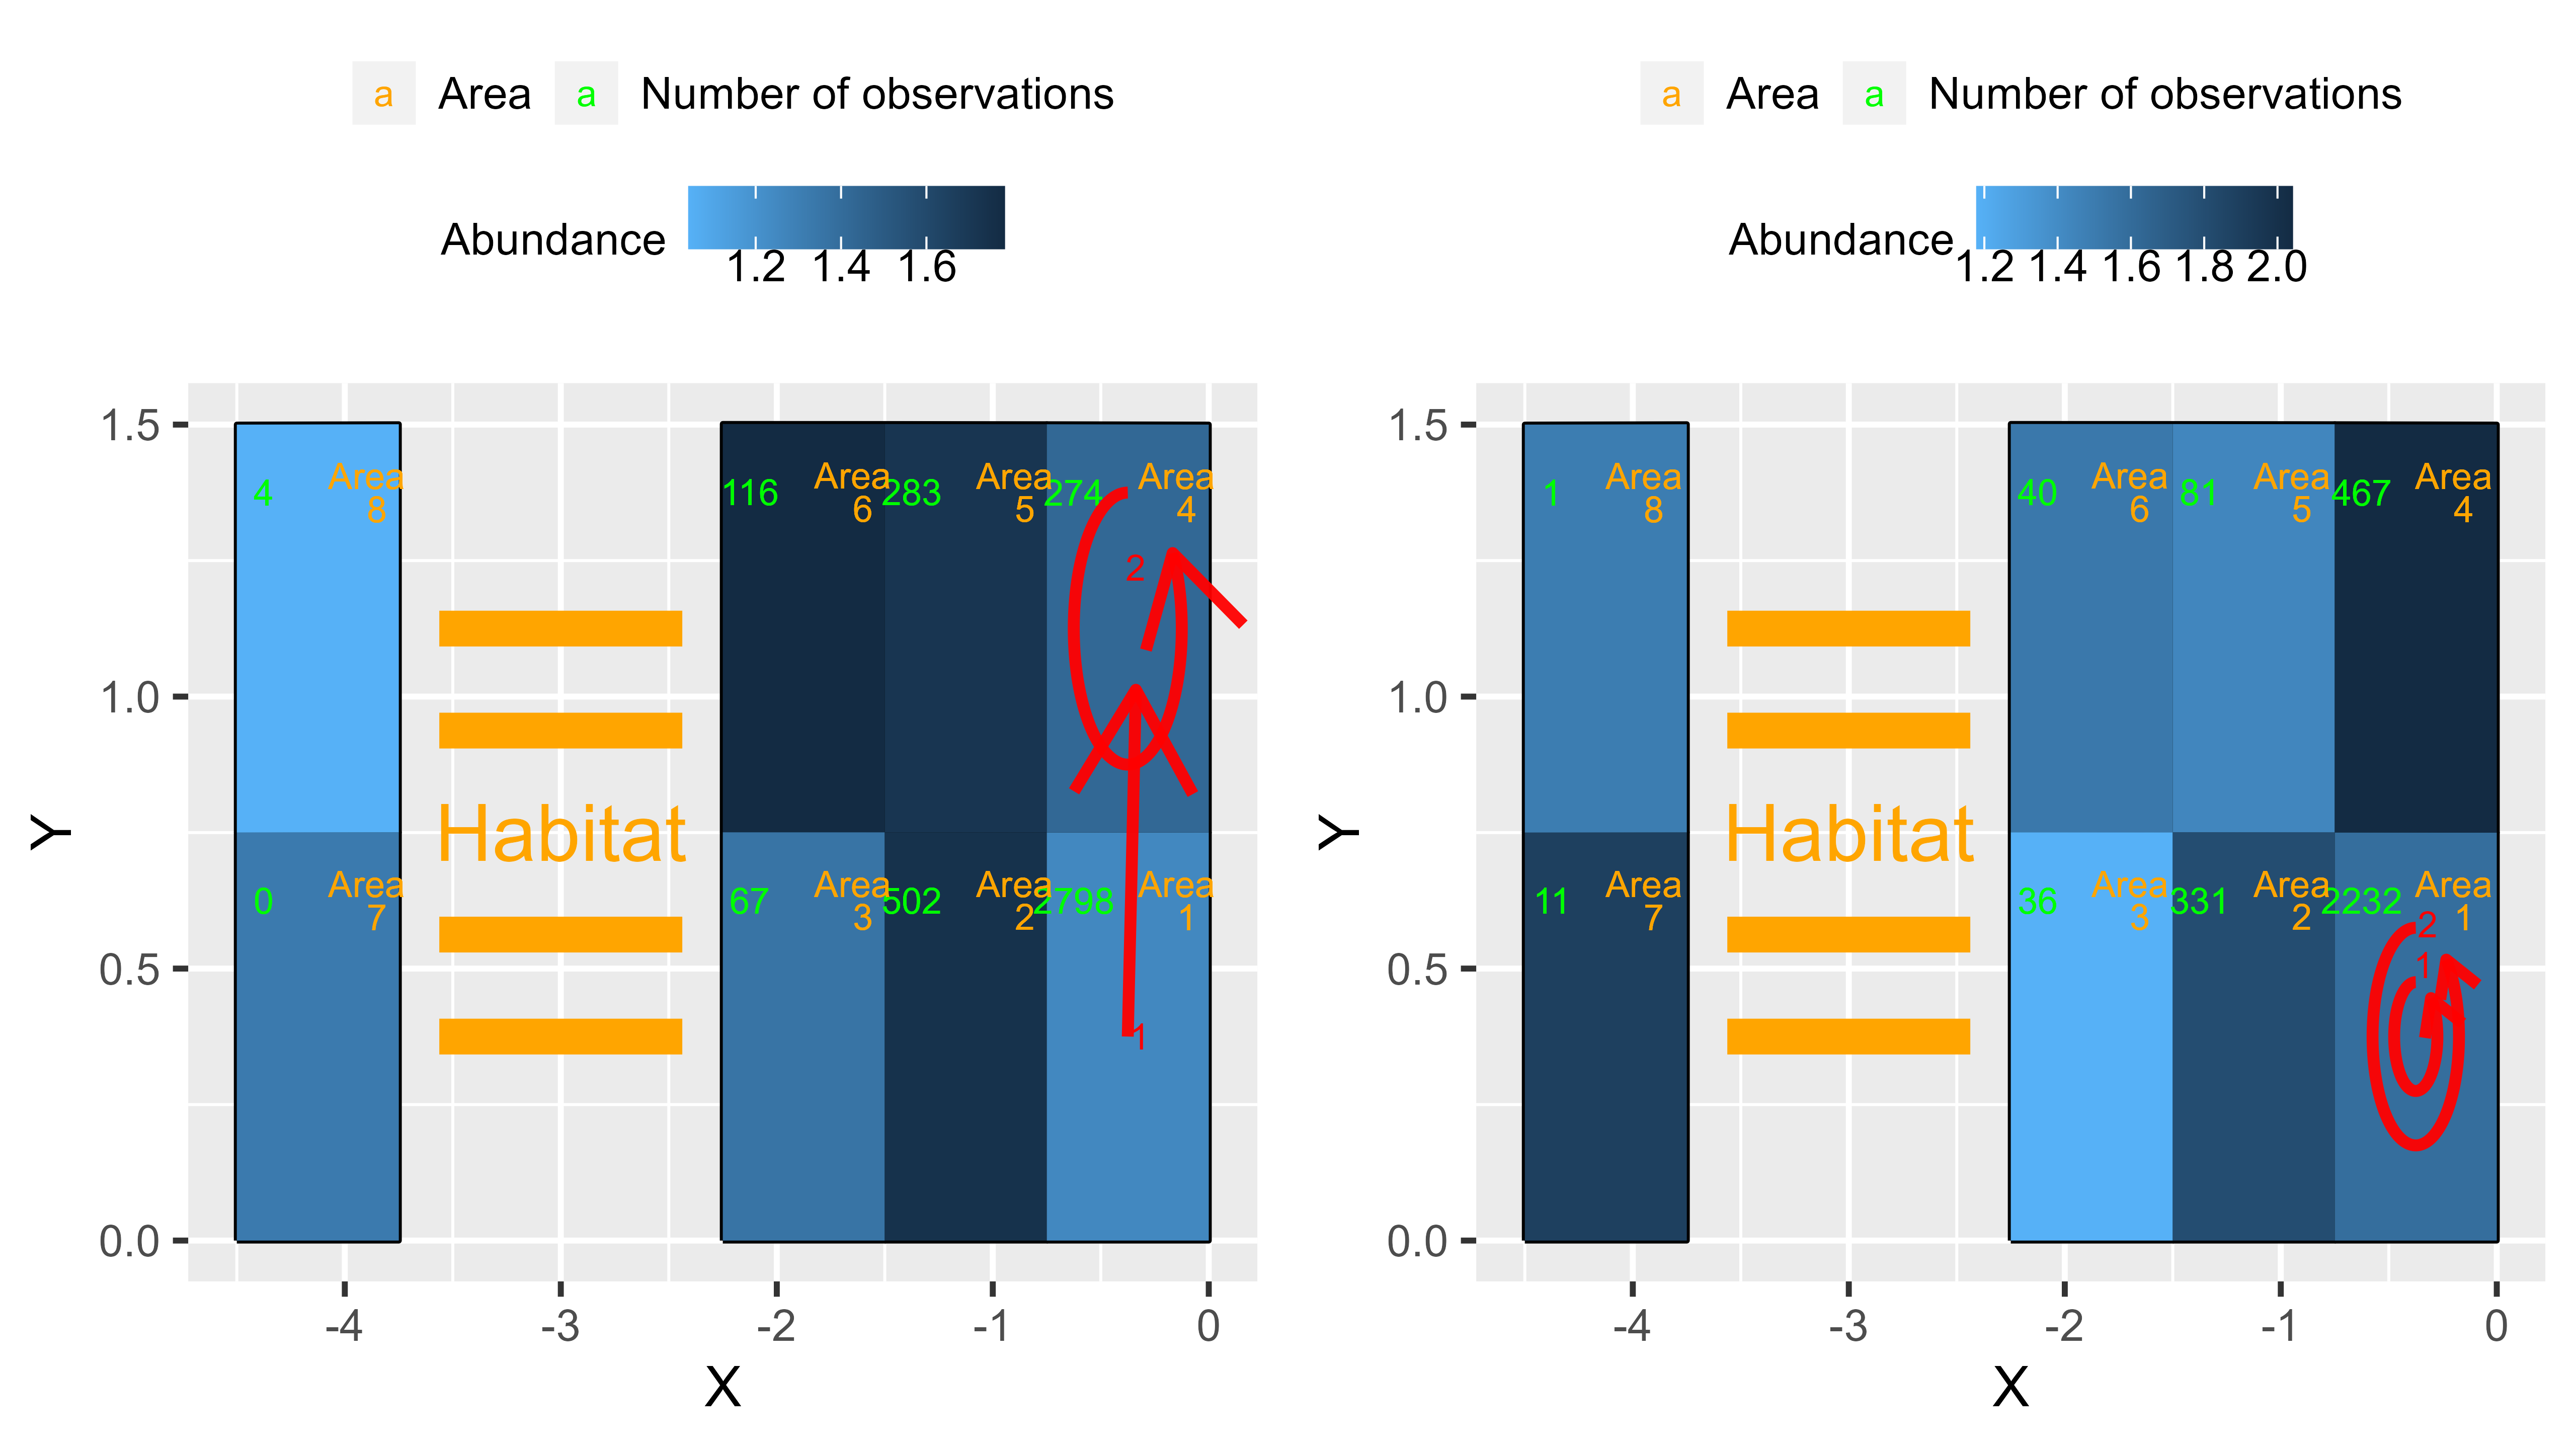 a Area a Number of observations
Abundance
1.2 1.4 1.6
1.5
1.0
0.5
0.0
Y
4 Area 8
116 Area 6
283 Area 5
274 Area 4
2
Habitat
0 Area 7
67 Area 3
502 Area 2
2798 Area 1
1
-4 -3 -2 -1 0
X
a Area a Number of observations
Abundance
1.2 1.4 1.6 1.8 2.0
1.5
1.0
0.5
0.0
Y
1 Area 8
40 Area 6
81 Area 5
467 Area 4
Habitat
11 Area 7
36 Area 3
331 Area 2
2232 Area 1
2
1
-4 -3 -2 -1 0
X